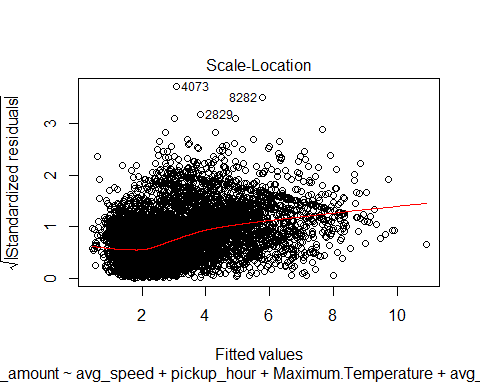 Scale-Location
√|Standardized residuals|
4073
8282
2829
3
2
1
0
2 4 6 8 10
Fitted values
_amount ~ avg_speed + pickup_hour + Maximum.Temperature + avg_